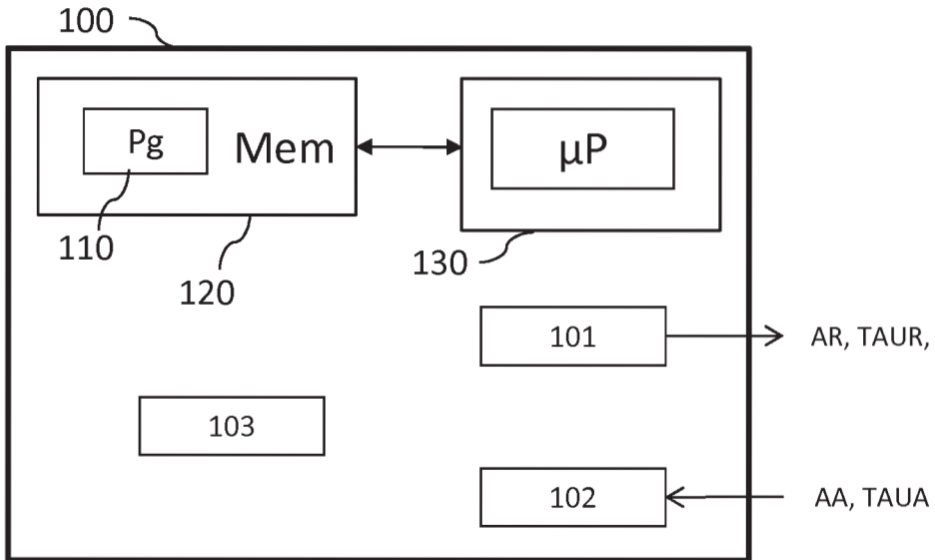 100
Pg
Mem
µP
110
120
130
101
AR, TAUR,
103
102
AA, TAUA